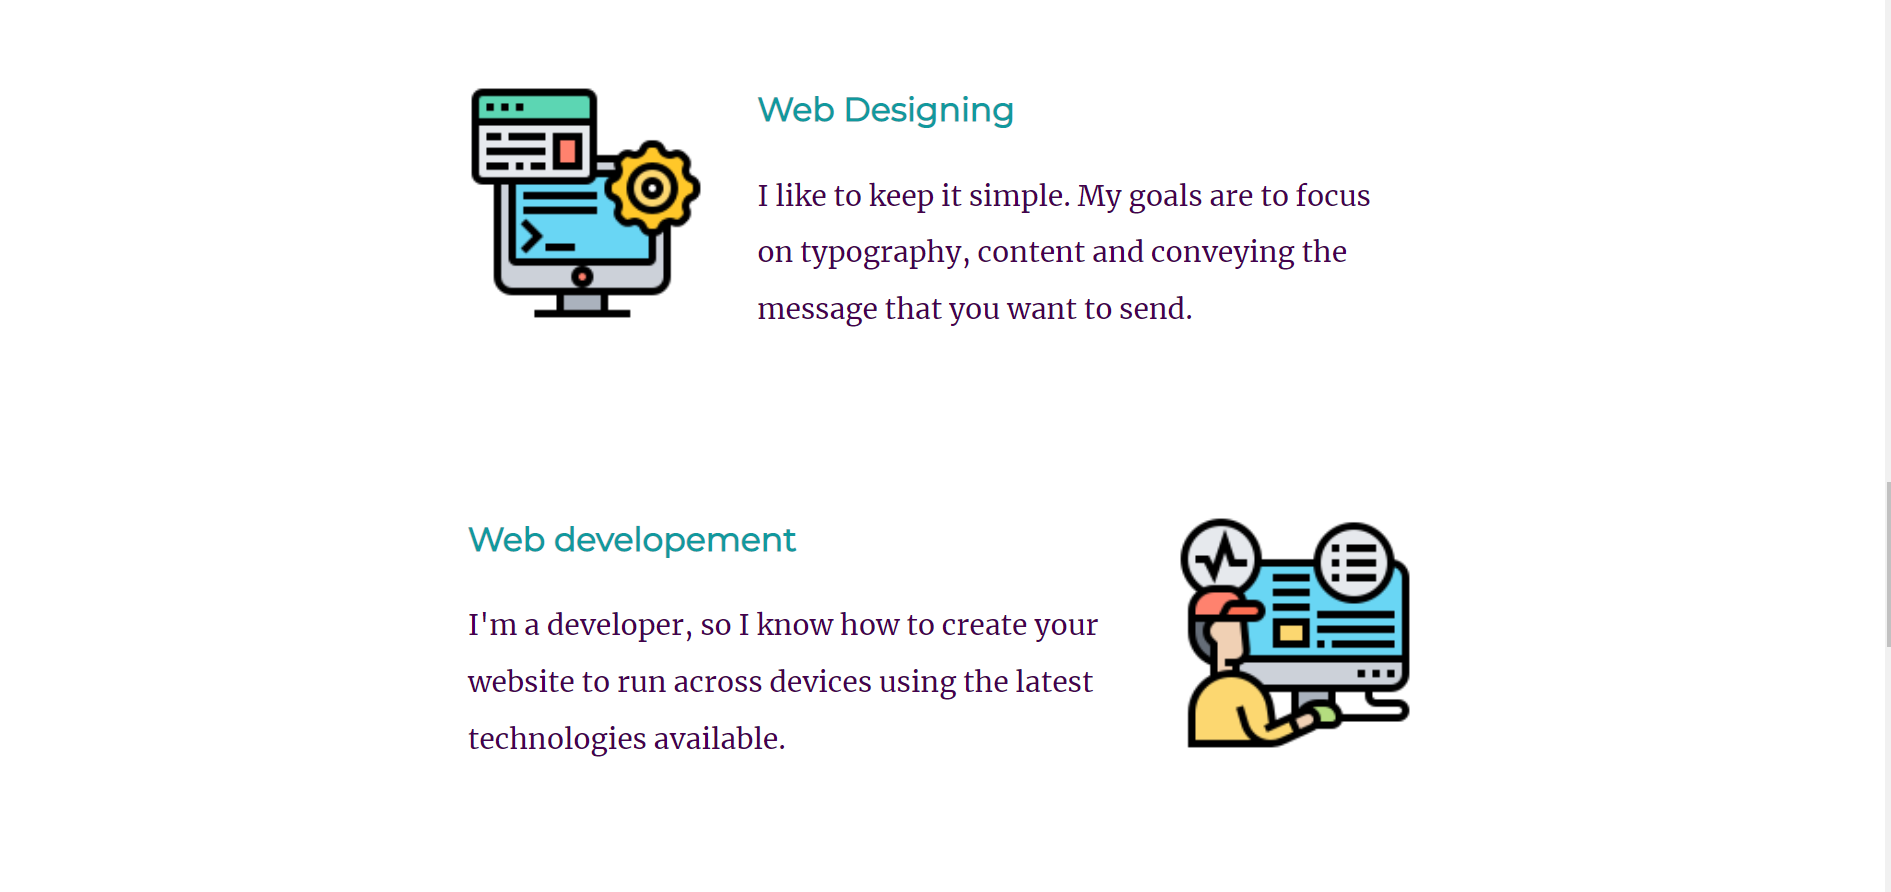 Web Designing
I like to keep it simple. My goals are to focus
on typography, content and conveying the
message that you want to send.
Web developement
I'm a developer, so I know how to create your
website to run across devices using the latest
technologies available.